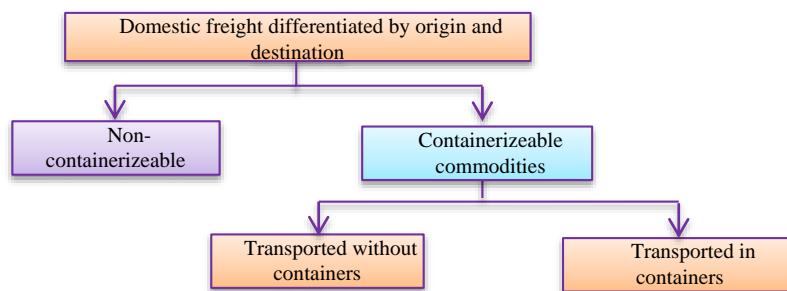 Domestic freight differentiated by origin and
destination
Non-
containerizeable
Containerizeable
commodities
Transported without
containers
Transported in
containers